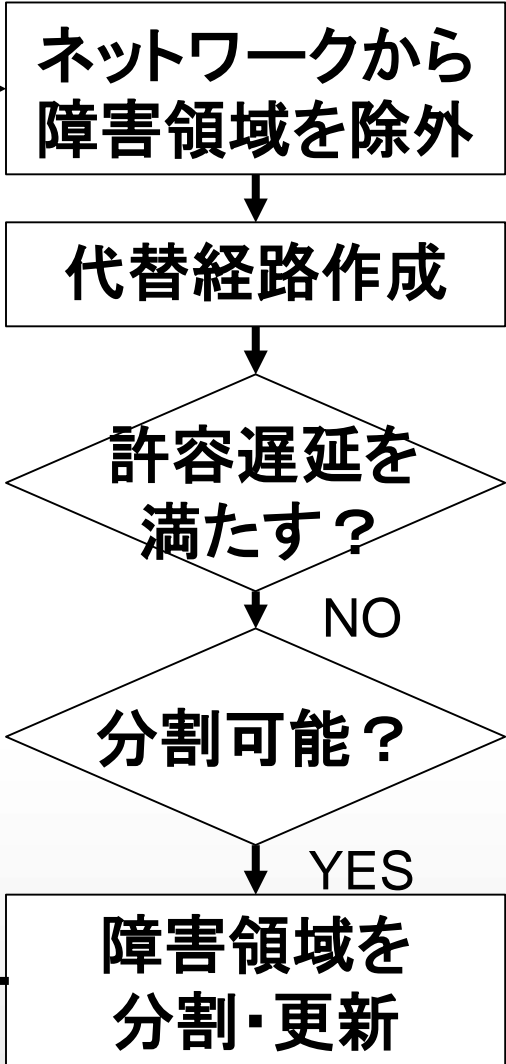 ネットワークから
障害領域を除外
代替経路作成
許容遅延を
満たす？
NO
分割可能？
YES
障害領域を
分割・更新